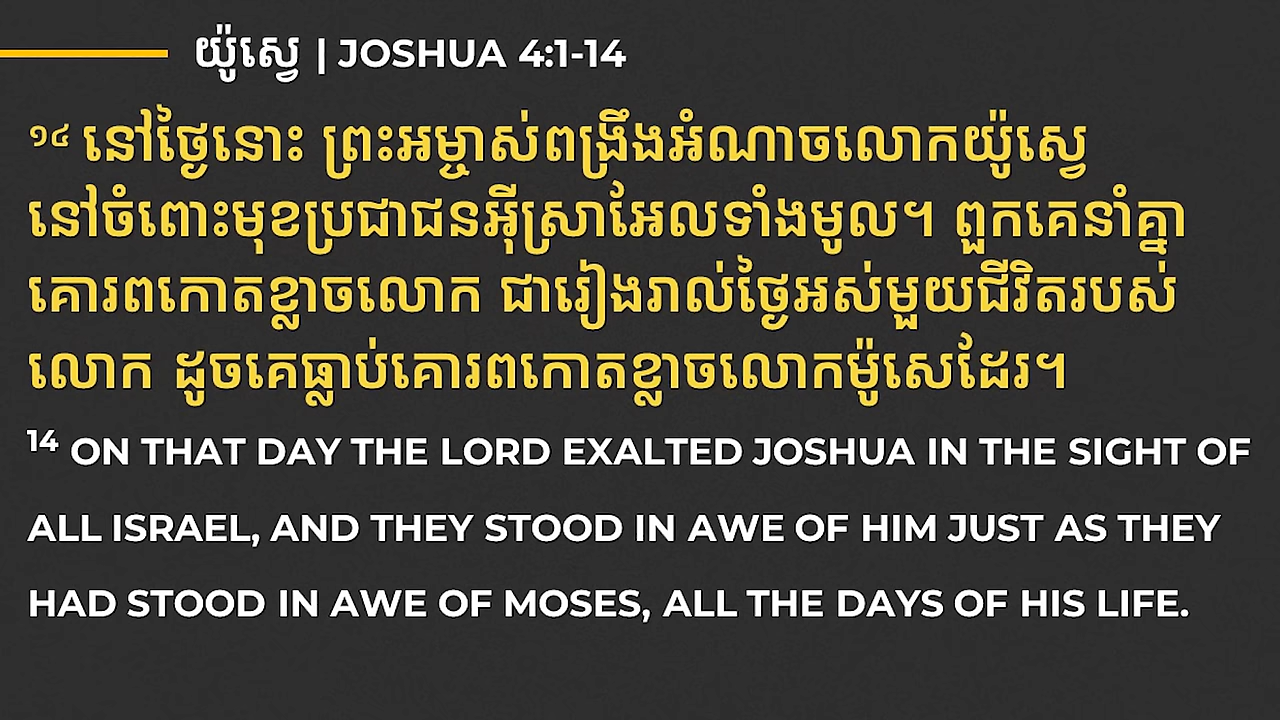 យ៉ូស្វេ | JOSHUA 4:1-14
១៤ នៅថ្ងៃនោះ ព្រះអម្ចាស់ពង្រឹងអំណាចលោកយ៉ូស្វេ
នៅចំពោះមុខប្រជាជនអ៊ីស្រាអែលទាំងមូល។ ពួកគេនាំគ្នា
គោរពកោតខ្លាចលោក ជារៀងរាល់ថ្ងៃអស់មួយជីវិតរបស់
លោក ដូចគេធ្លាប់គោរពកោតខ្លាចលោកម៉ូសេដែរ។
14 ON THAT DAY THE LORD EXALTED JOSHUA IN THE SIGHT OF
ALL ISRAEL, AND THEY STOOD IN AWE OF HIM JUST AS THEY
HAD STOOD IN AWE OF MOSES, ALL THE DAYS OF HIS LIFE.